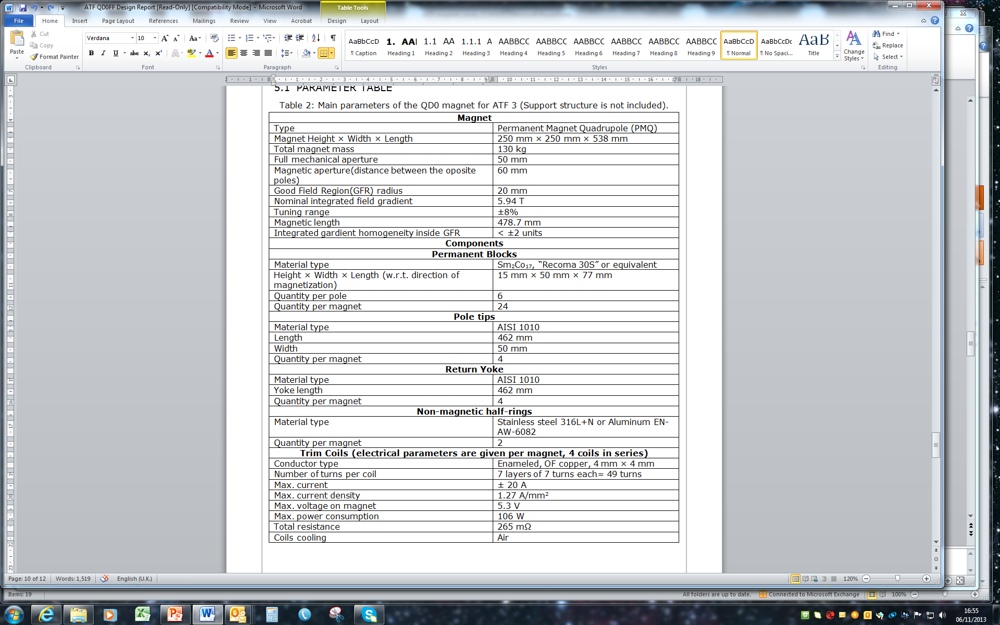 ATF QD0FF Design Report [Read-Only] [Compatibility Mode] - Microsoft Word
Table Tools
File Home Insert Page Layout References Mailings Review View Acrobat Design Layout
Paste
Cut
Copy
Format Painter
Clipboard
Verdana 10
Font
Paragraph
AaBbCcD AABBCC AABBCC AABBCC AABBCC AABBCC AABBCC AaBbCcD AaBbCcDc AaB
¶ Caption Heading 1 Heading 2 Heading 3 Heading 4 Heading 5 Heading 6 Heading 7 Heading 8 Heading 9 ¶ Normal ¶ No Spaci... Title
Change Styles
Styles
Find
Replace
Select
Editing
5.1 PARAMETER TABLE
Table 2: Main parameters of the QD0 magnet for ATF 3 (Support structure is not included).
Magnet
Type Permanent Magnet Quadrupole (PMQ)
Magnet Height × Width × Length 250 mm × 250 mm × 538 mm
Total magnet mass 130 kg
Full mechanical aperture 50 mm
Magnetic aperture(distance between the oposite 60 mm
poles)
Good Field Region(GFR) radius 20 mm
Nominal integrated field gradient 5.94 T
Tuning range ±8%
Magnetic length 478.7 mm
Integrated gardient homogeneity inside GFR < ±2 units
Components
Permanent Blocks
Material type Sm₂Co₁₇, “Recoma 30S” or equivalent
Height × Width × Length (w.r.t. direction of 15 mm × 50 mm × 77 mm
magnetization)
Quantity per pole 6
Quantity per magnet 24
Pole tips
Material type AISI 1010
Length 462 mm
Width 50 mm
Quantity per magnet 4
Return Yoke
Material type AISI 1010
Yoke length 462 mm
Quantity per magnet 4
Non-magnetic half-rings
Material type Stainless steel 316L+N or Aluminum EN-
AW-6082
Quantity per magnet 2
Trim Coils (electrical parameters are given per magnet, 4 coils in series)
Conductor type Enameled, OF copper, 4 mm × 4 mm
Number of turns per coil 7 layers of 7 turns each= 49 turns
Max. current ± 20 A
Max. current density 1.27 A/mm²
Max. voltage on magnet 5.3 V
Max. power consumption 106 W
Total resistance 265 mΩ
Coils cooling Air
Page: 10 of 12 Words: 1,519 English (U.K.) 120%
Items: 19 All folders are up to date. Connected to Microsoft Exchange 100%
16:55
06/11/2013